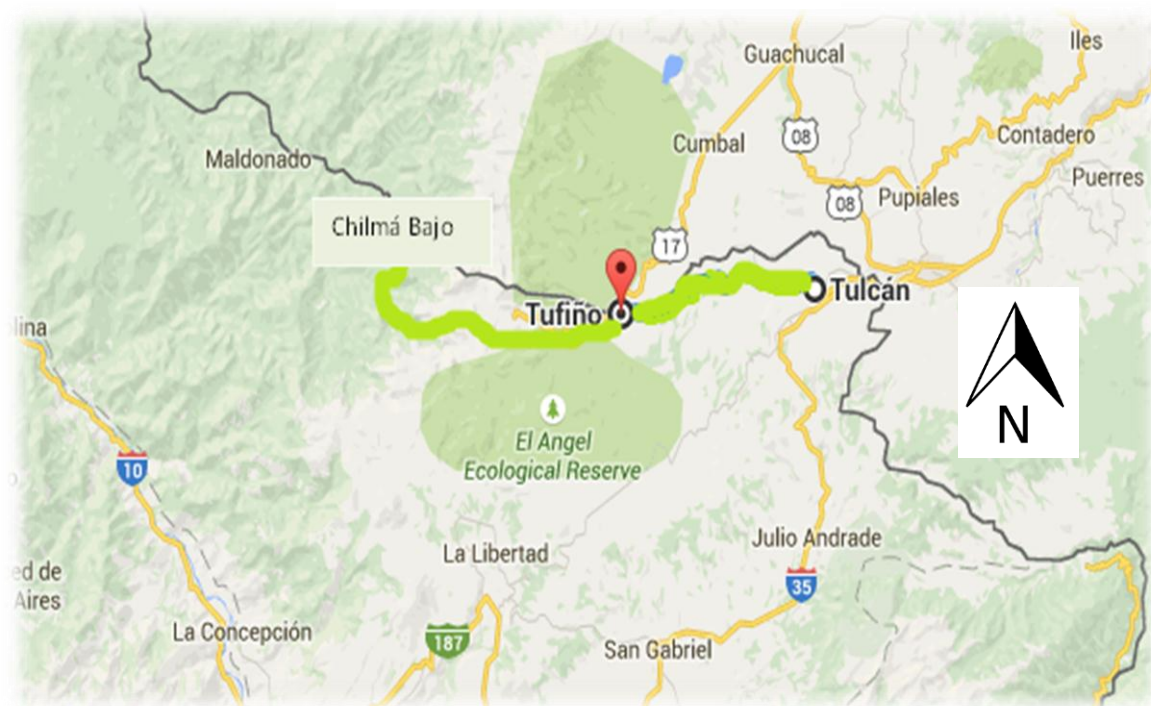 Iles
Guachucal
08
Contadero
Cumbal
Maldonado
Puerres
Pupiales
08
Chilmá Bajo
17
Tufiño
Tulcán
lina
N
El Angel
Ecological Reserve
10
Julio Andrade
La Libertad
ed de
Aires
35
La Concepción
187
San Gabriel